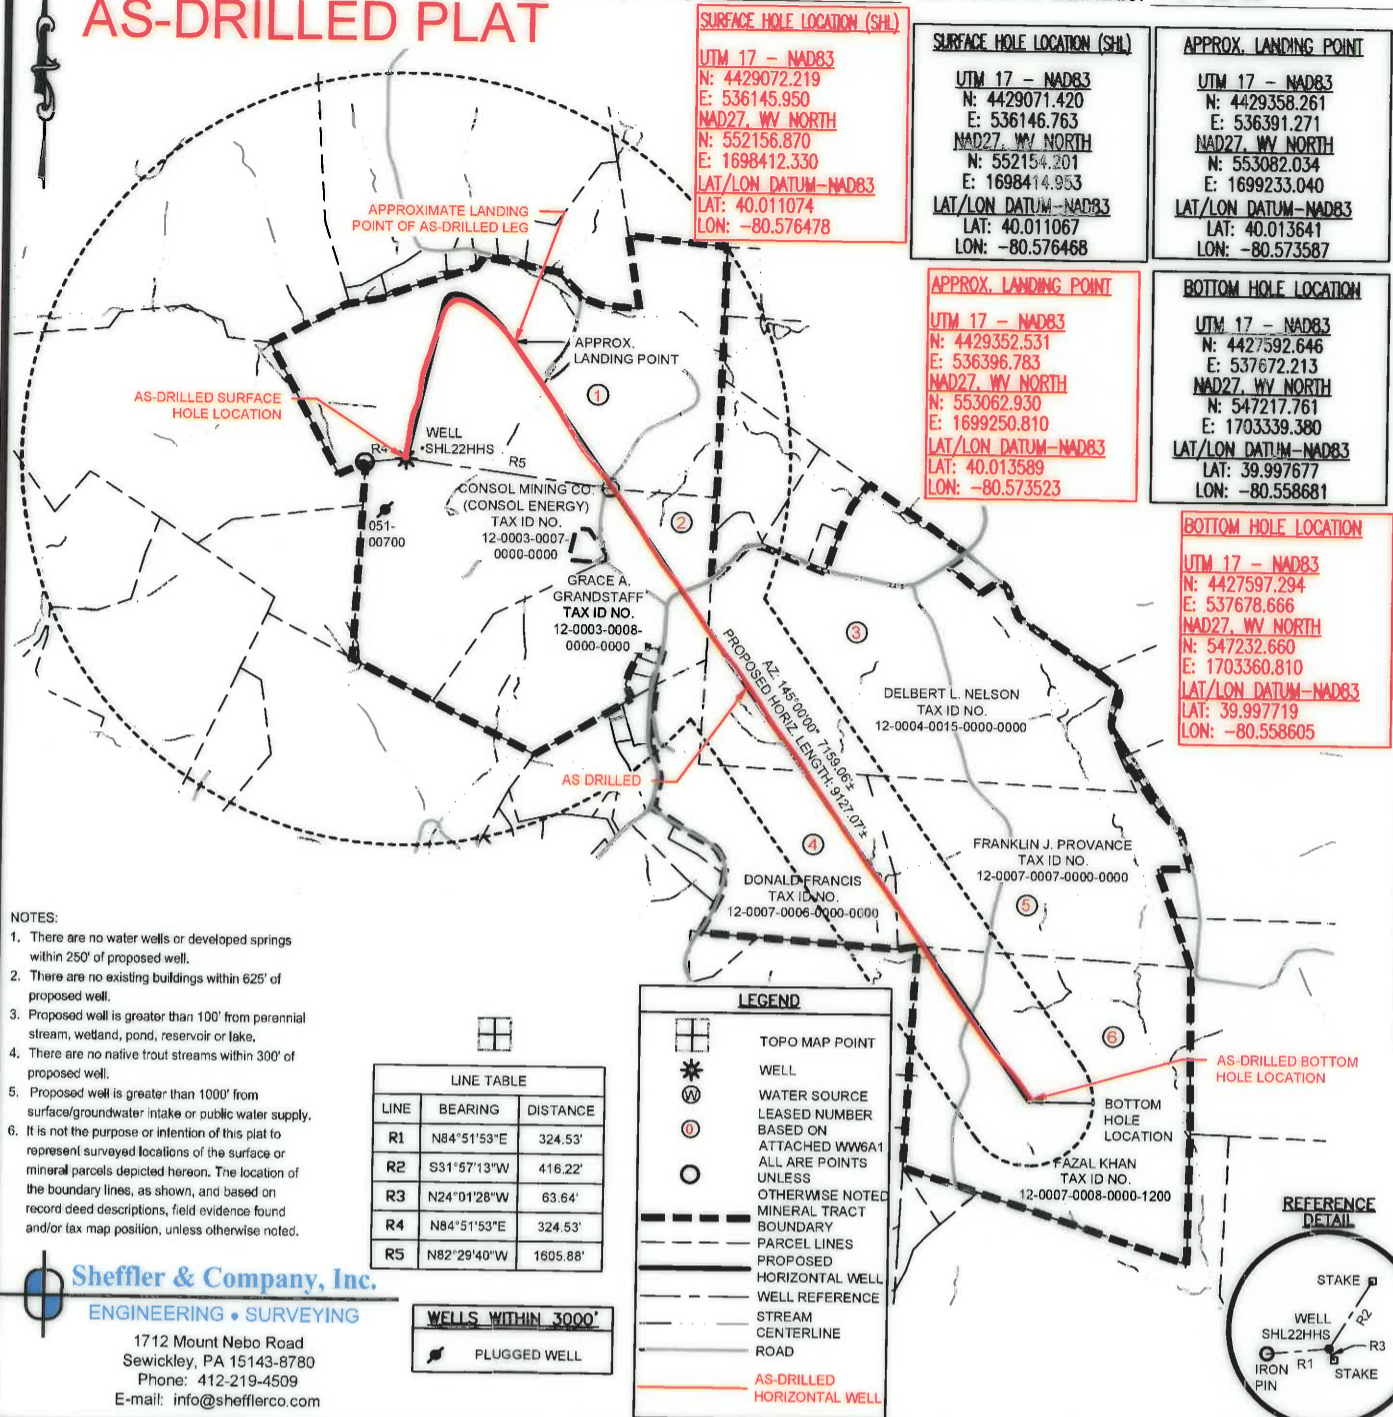 AS-DRILLED PLAT
SURFACE HOLE LOCATION (SHL)
UTM 17 - NAD83
N: 4429072.219
E: 536145.950
NAD27, WV NORTH
N: 552156.870
E: 1698412.330
LAT/LON DATUM-NAD83
LAT: 40.011074
LON: -80.576478
SURFACE HOLE LOCATION (SHL)
UTM 17 - NAD83
N: 4429071.420
E: 536146.763
NAD27, WV NORTH
N: 552154.201
E: 1698414.953
LAT/LON DATUM-NAD83
LAT: 40.011067
LON: -80.576468
APPROX. LANDING POINT
UTM 17 - NAD83
N: 4429358.261
E: 536391.271
NAD27, WV NORTH
N: 553082.034
E: 1699233.040
LAT/LON DATUM-NAD83
LAT: 40.013641
LON: -80.573587
APPROX. LANDING POINT
UTM 17 - NAD83
N: 4429352.531
E: 536396.783
NAD27, WV NORTH
N: 553062.930
E: 1699250.810
LAT/LON DATUM-NAD83
LAT: 40.013589
LON: -80.573523
BOTTOM HOLE LOCATION
UTM 17 - NAD83
N: 4427592.646
E: 537672.213
NAD27, WV NORTH
N: 547217.761
E: 1703339.380
LAT/LON DATUM-NAD83
LAT: 39.997677
LON: -80.558681
BOTTOM HOLE LOCATION
UTM 17 - NAD83
N: 4427597.294
E: 537678.666
NAD27, WV NORTH
N: 547232.660
E: 1703360.810
LAT/LON DATUM-NAD83
LAT: 39.997719
LON: -80.558605
APPROXIMATE LANDING
POINT OF AS-DRILLED LEG
APPROX.
LANDING POINT
1
AS-DRILLED SURFACE
HOLE LOCATION
WELL
SHL22HHS
R4
R5
CONSOL MINING CO.
(CONSOL ENERGY)
TAX ID NO.
12-0003-0007-
0000-0000
2
051-
00700
GRACE A.
GRANDSTAFF
TAX ID NO.
12-0003-0008-
0000-0000
3
AZ. 145°00'00" 7159.06'±
PROPOSED HORIZ. LENGTH: 9127.07'±
DELBERT L. NELSON
TAX ID NO.
12-0004-0015-0000-0000
AS DRILLED
4
FRANKLIN J. PROVANCE
TAX ID NO.
12-0007-0007-0000-0000
DONALD FRANCIS
TAX ID NO.
12-0007-0006-0000-0000
5
6
AS-DRILLED BOTTOM
HOLE LOCATION
BOTTOM
HOLE
LOCATION
FAZAL KHAN
TAX ID NO.
12-0007-0008-0000-1200
NOTES:
1. There are no water wells or developed springs
within 250' of proposed well.
2. There are no existing buildings within 625' of
proposed well.
3. Proposed well is greater than 100' from perennial
stream, wetland, pond, reservoir or lake.
4. There are no native trout streams within 300' of
proposed well.
5. Proposed well is greater than 1000' from
surface/groundwater intake or public water supply.
6. It is not the purpose or intention of this plat to
represent surveyed locations of the surface or
mineral parcels depicted hereon. The location of
the boundary lines, as shown, and based on
record deed descriptions, field evidence found
and/or tax map position, unless otherwise noted.
LINE TABLE
LINE BEARING DISTANCE
R1 N84°51'53"E 324.53'
R2 S31°57'13"W 416.22'
R3 N24°01'28"W 63.64'
R4 N84°51'53"E 324.53'
R5 N82°29'40"W 1605.88'
LEGEND
TOPO MAP POINT
WELL
W WATER SOURCE
0 LEASED NUMBER
BASED ON
ATTACHED WW6A1
ALL ARE POINTS
UNLESS
OTHERWISE NOTED
MINERAL TRACT
BOUNDARY
PARCEL LINES
PROPOSED
HORIZONTAL WELL
WELL REFERENCE
STREAM
CENTERLINE
ROAD
AS-DRILLED
HORIZONTAL WELL
Sheffler & Company, Inc.
ENGINEERING • SURVEYING
1712 Mount Nebo Road
Sewickley, PA 15143-8780
Phone: 412-219-4509
E-mail: info@shefflerco.com
WELLS WITHIN 3000'
PLUGGED WELL
REFERENCE
DETAIL
STAKE
R2
WELL
SHL22HHS
R3
R1
IRON
PIN
STAKE